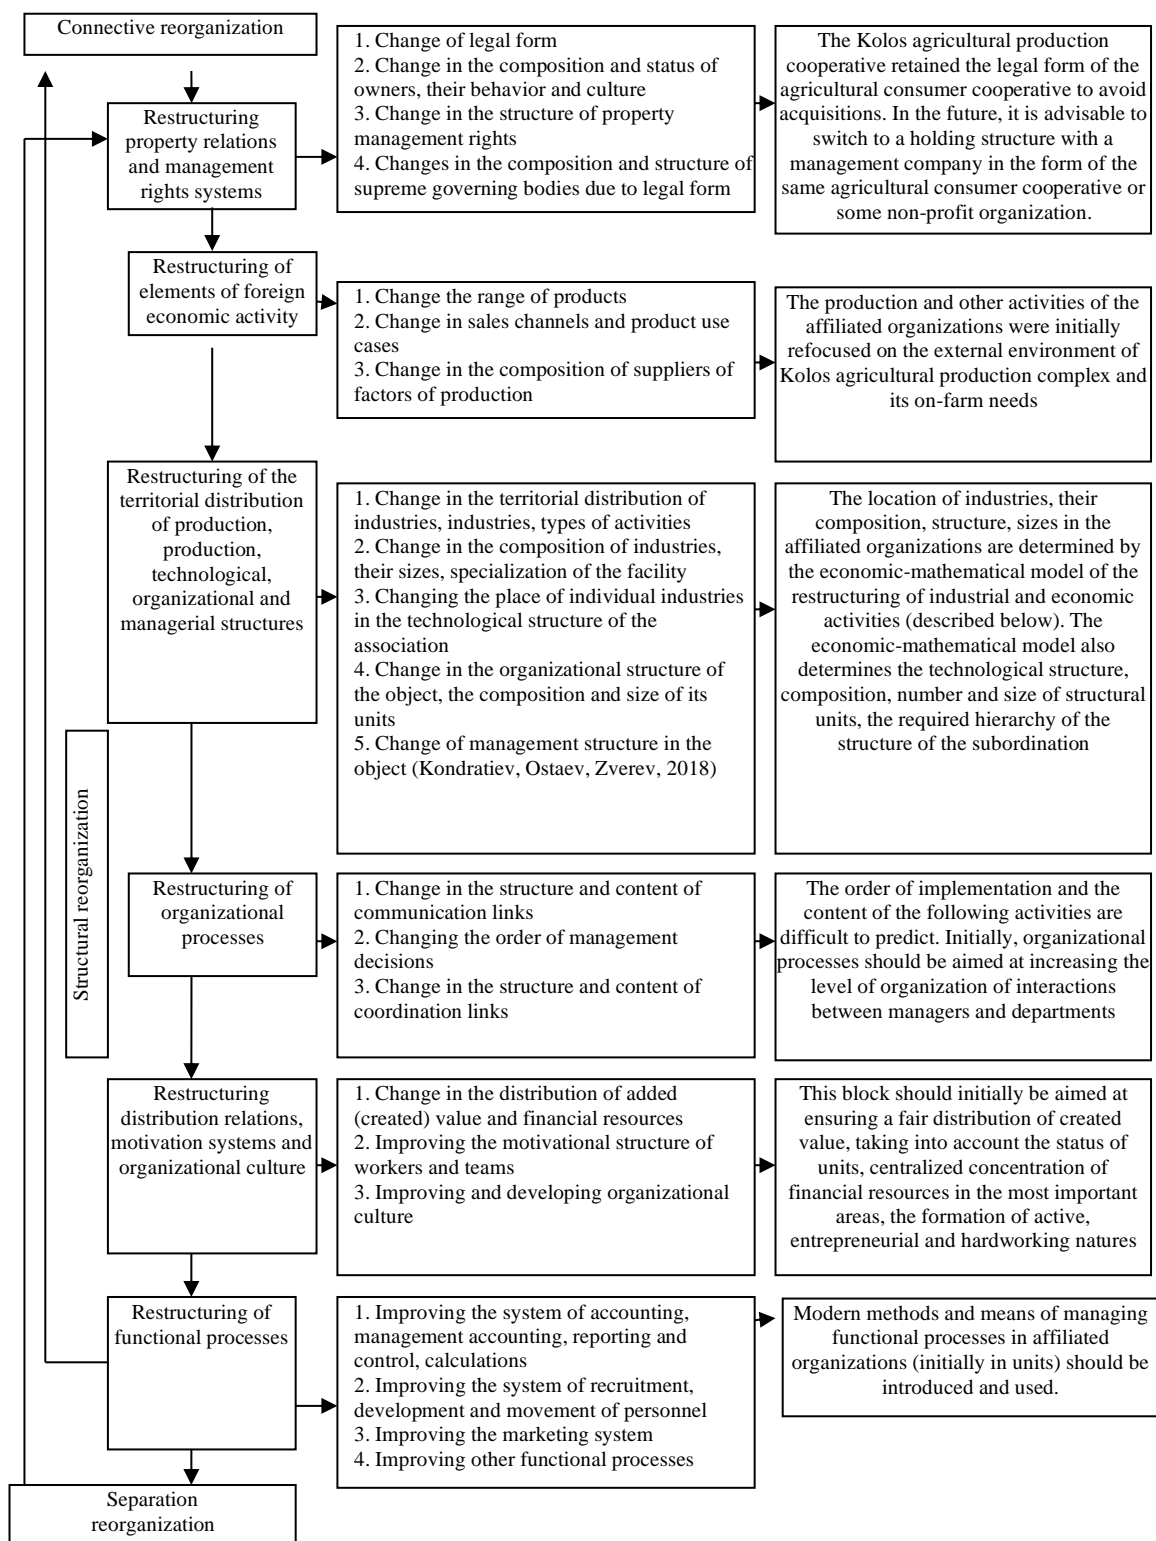 Connective reorganization
1. Change of legal form
2. Change in the composition and status of
owners, their behavior and culture
3. Change in the structure of property
management rights
4. Changes in the composition and structure of
supreme governing bodies due to legal form
The Kolos agricultural production
cooperative retained the legal form of the
agricultural consumer cooperative to avoid
acquisitions. In the future, it is advisable to
switch to a holding structure with a
management company in the form of the
same agricultural consumer cooperative or
some non-profit organization.
Restructuring
property relations
and management
rights systems
Restructuring of
elements of foreign
economic activity
1. Change the range of products
2. Change in sales channels and product use
cases
3. Change in the composition of suppliers of
factors of production
The production and other activities of the
affiliated organizations were initially
refocused on the external environment of
Kolos agricultural production complex and
its on-farm needs
Restructuring of the
territorial distribution
of production,
production,
technological,
organizational and
managerial structures
1. Change in the territorial distribution of
industries, industries, types of activities
2. Change in the composition of industries,
their sizes, specialization of the facility
3. Changing the place of individual industries
in the technological structure of the
association
4. Change in the organizational structure of
the object, the composition and size of its
units
5. Change of management structure in the
object (Kondratiev, Ostaev, Zverev, 2018)
The location of industries, their
composition, structure, sizes in the
affiliated organizations are determined by
the economic-mathematical model of the
restructuring of industrial and economic
activities (described below). The
economic-mathematical model also
determines the technological structure,
composition, number and size of structural
units, the required hierarchy of the
structure of the subordination
Structural reorganization
Restructuring of
organizational
processes
1. Change in the structure and content of
communication links
2. Changing the order of management
decisions
3. Change in the structure and content of
coordination links
The order of implementation and the
content of the following activities are
difficult to predict. Initially, organizational
processes should be aimed at increasing the
level of organization of interactions
between managers and departments
Restructuring
distribution relations,
motivation systems and
organizational culture
1. Change in the distribution of added
(created) value and financial resources
2. Improving the motivational structure of
workers and teams
3. Improving and developing organizational
culture
This block should initially be aimed at
ensuring a fair distribution of created
value, taking into account the status of
units, centralized concentration of
financial resources in the most important
areas, the formation of active,
entrepreneurial and hardworking natures
Restructuring of
functional processes
1. Improving the system of accounting,
management accounting, reporting and
control, calculations
2. Improving the system of recruitment,
development and movement of personnel
3. Improving the marketing system
4. Improving other functional processes
Modern methods and means of managing
functional processes in affiliated
organizations (initially in units) should be
introduced and used.
Separation
reorganization